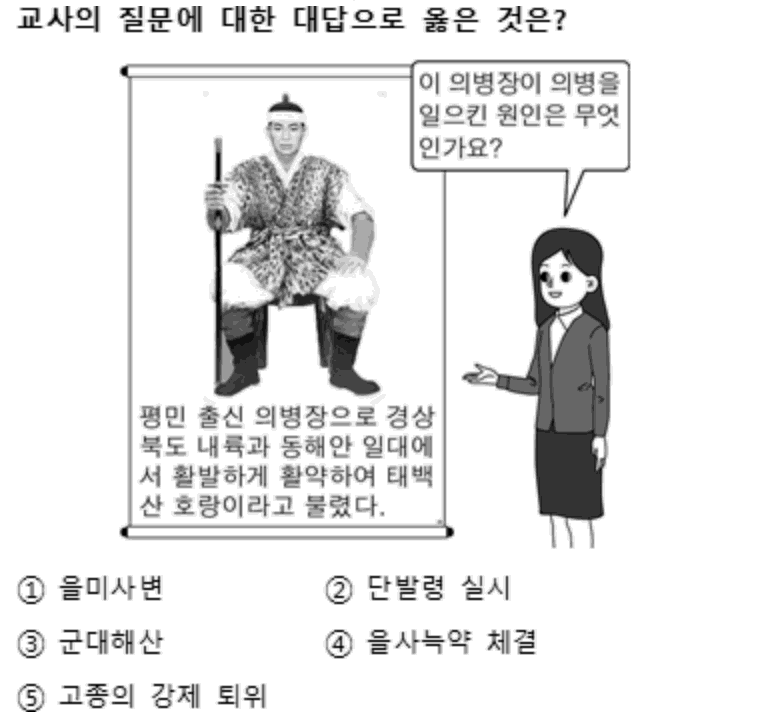 교사의 질문에 대한 대답으로 옳은 것은?
이 의병장이 의병을
일으킨 원인은 무엇
인가요?
평민 출신 의병장으로 경상
북도 내륙과 동해안 일대에
서 활발하게 활약하여 태백
산 호랑이라고 불렸다.
① 을미사변
② 단발령 실시
③ 군대해산
④ 을사늑약 체결
⑤ 고종의 강제 퇴위